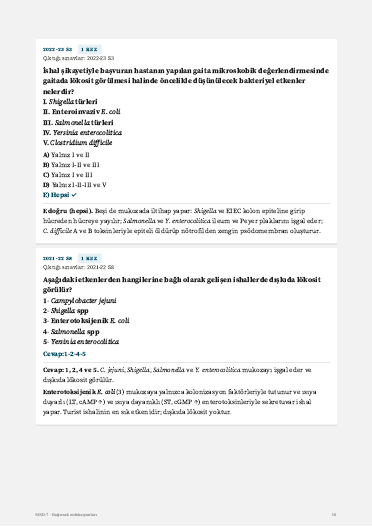 2022-23 S3 1 KEZ
Çıktığı sınavlar: 2022-23 S3
İshal şikayetiyle başvuran hastanın yapılan gaita mikroskobik değerlendirmesinde
gaitada lökosit görülmesi halinde öncelikle düşünülecek bakteriyel etkenler
nelerdir?
I. Shigella türleri
II. Enteroinvaziv E. coli
III. Salmonella türleri
IV. Yersinia enterocolitica
V. Clostridium difficile
A) Yalnız I ve II
B) Yalnız I-II ve III
C) Yalnız I ve III
D) Yalnız I-II-III ve V
E) Hepsi ✓
E doğru (hepsi). Beşi de mukozada iltihap yapar: Shigella ve EIEC kolon epiteline girip
hücreden hücreye yayılır; Salmonella ve Y. enterocolitica ileum ve Peyer plaklarını işgal eder;
C. difficile A ve B toksinleriyle epiteli öldürüp nötrofilden zengin psödomembran oluşturur.
2021-22 S8 1 KEZ
Çıktığı sınavlar: 2021-22 S8
Aşağıdaki etkenlerden hangilerine bağlı olarak gelişen ishallerde dışkıda lökosit
görülür?
1- Campylobacter jejuni
2- Shigella spp
3- Enterotoksijenik E. coli
4- Salmonella spp
5- Yersinia enterocolitica
Cevap:1-2-4-5
Cevap: 1, 2, 4 ve 5. C. jejuni, Shigella, Salmonella ve Y. enterocolitica mukozayı işgal eder ve
dışkıda lökosit görülür.
Enterotoksijenik E. coli (3) mukozaya yalnızca kolonizasyon faktörleriyle tutunur ve ısıya
duyarlı (LT, cAMP ↑) ve ısıya dayanıklı (ST, cGMP ↑) enterotoksinleriyle sekretuvar ishal
yapar. Turist ishalinin en sık etkenidir; dışkıda lökosit yoktur.